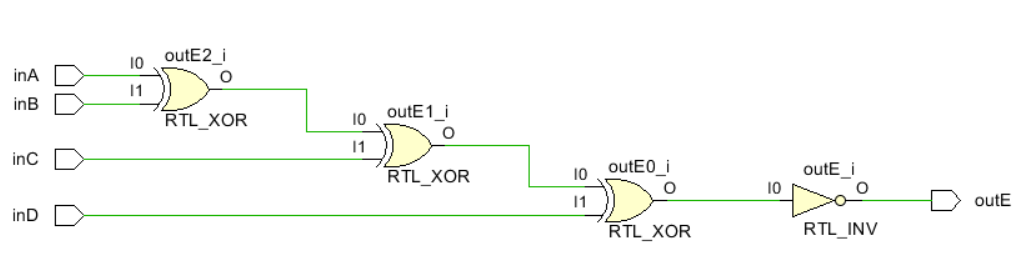 outE2_i
inA
I0
O
I1
inB
RTL_XOR
outE1_i
I0
O
I1
inC
RTL_XOR
outE0_i
I0
O
I1
inD
RTL_XOR
outE_i
I0
O
outE
RTL_INV